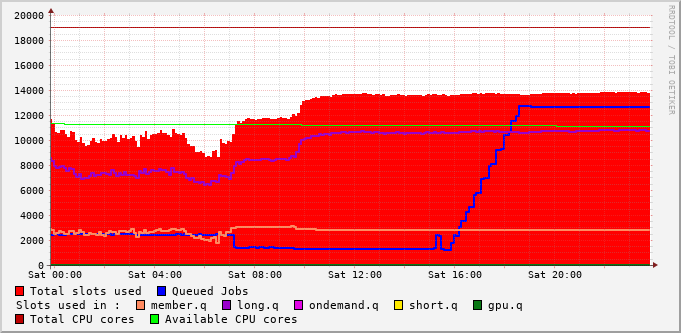 20000
18000
16000
14000
12000
10000
8000
6000
4000
2000
0
Sat 00:00 Sat 04:00 Sat 08:00 Sat 12:00 Sat 16:00 Sat 20:00
Total slots used Queued Jobs
Slots used in : member.q long.q ondemand.q short.q gpu.q
Total CPU cores Available CPU cores
RRDTOOL / TOBI OETIKER